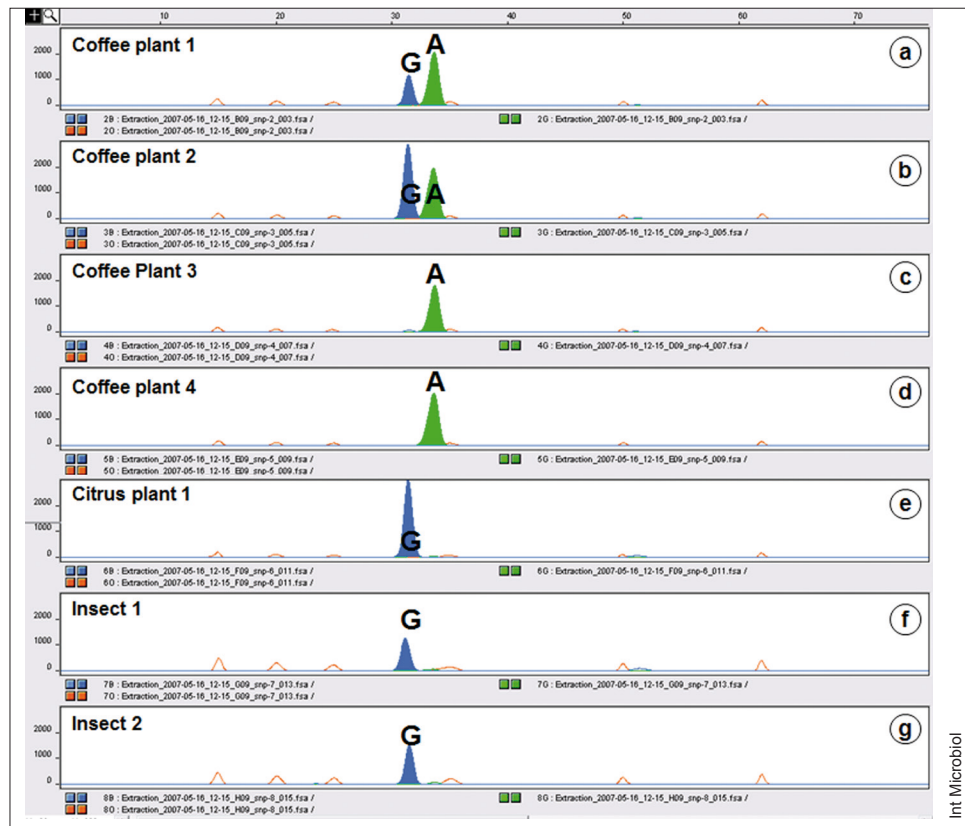 10 20 30 40 50 60 70
Coffee plant 1 G A a
2000
1000
0
2B : Extraction_2007-05-16_12-15_B09_snp-2_003.fsa / 2G : Extraction_2007-05-16_12-15_B09_snp-2_003.fsa /
2O : Extraction_2007-05-16_12-15_B09_snp-2_003.fsa /
Coffee plant 2 G A b
2000
1000
0
3B : Extraction_2007-05-16_12-15_C09_snp-3_005.fsa / 3G : Extraction_2007-05-16_12-15_C09_snp-3_005.fsa /
3O : Extraction_2007-05-16_12-15_C09_snp-3_005.fsa /
Coffee Plant 3 A c
2000
1000
0
4B : Extraction_2007-05-16_12-15_D09_snp-4_007.fsa / 4G : Extraction_2007-05-16_12-15_D09_snp-4_007.fsa /
4O : Extraction_2007-05-16_12-15_D09_snp-4_007.fsa /
Coffee plant 4 A d
2000
1000
0
5B : Extraction_2007-05-16_12-15_E09_snp-5_009.fsa / 5G : Extraction_2007-05-16_12-15_E09_snp-5_009.fsa /
5O : Extraction_2007-05-16_12-15_E09_snp-5_009.fsa /
Citrus plant 1 G e
2000
1000
0
6B : Extraction_2007-05-16_12-15_F09_snp-6_011.fsa / 6G : Extraction_2007-05-16_12-15_F09_snp-6_011.fsa /
6O : Extraction_2007-05-16_12-15_F09_snp-6_011.fsa /
Insect 1 G f
2000
1000
0
7B : Extraction_2007-05-16_12-15_G09_snp-7_013.fsa / 7G : Extraction_2007-05-16_12-15_G09_snp-7_013.fsa /
7O : Extraction_2007-05-16_12-15_G09_snp-7_013.fsa /
Insect 2 G g
2000
1000
0
8B : Extraction_2007-05-16_12-15_H09_snp-8_015.fsa / 8G : Extraction_2007-05-16_12-15_H09_snp-8_015.fsa /
8O : Extraction_2007-05-16_12-15_H09_snp-8_015.fsa /
Int Microbiol